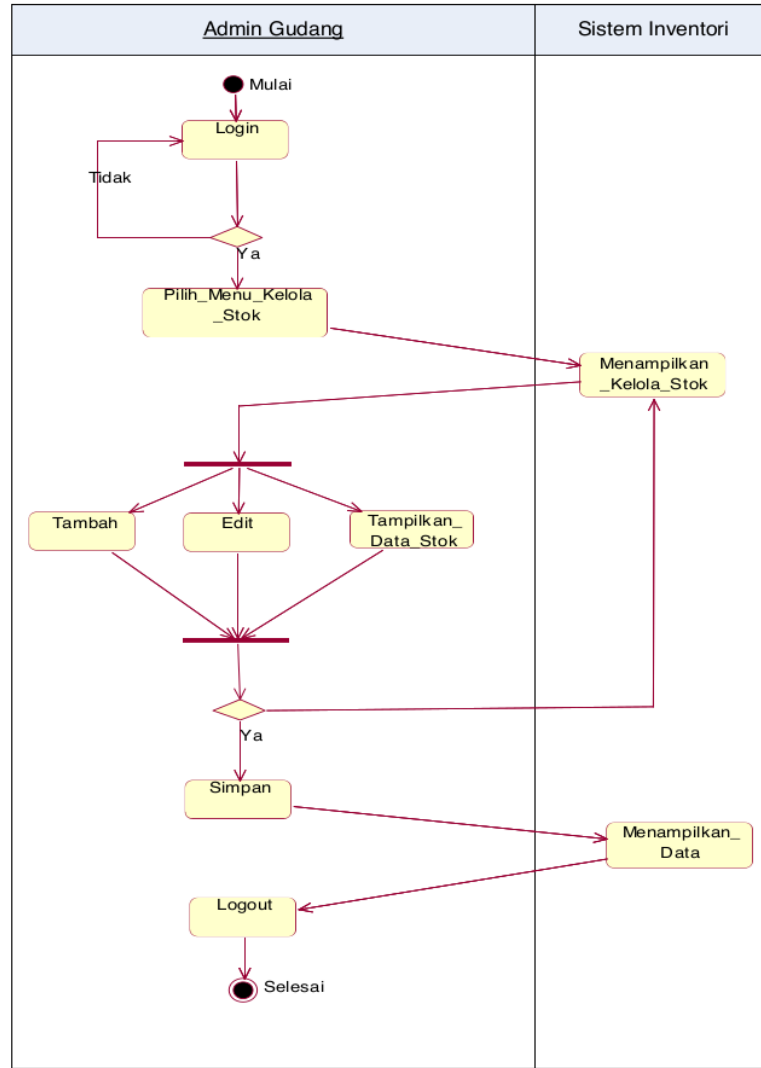 Admin Gudang
Sistem Inventori
Mulai
Login
Tidak
Ya
Pilih_Menu_Kelola
_Stok
Menampilkan
_Kelola_Stok
Tambah
Edit
Tampilkan_
Data_Stok
Ya
Simpan
Menampilkan_
Data
Logout
Selesai